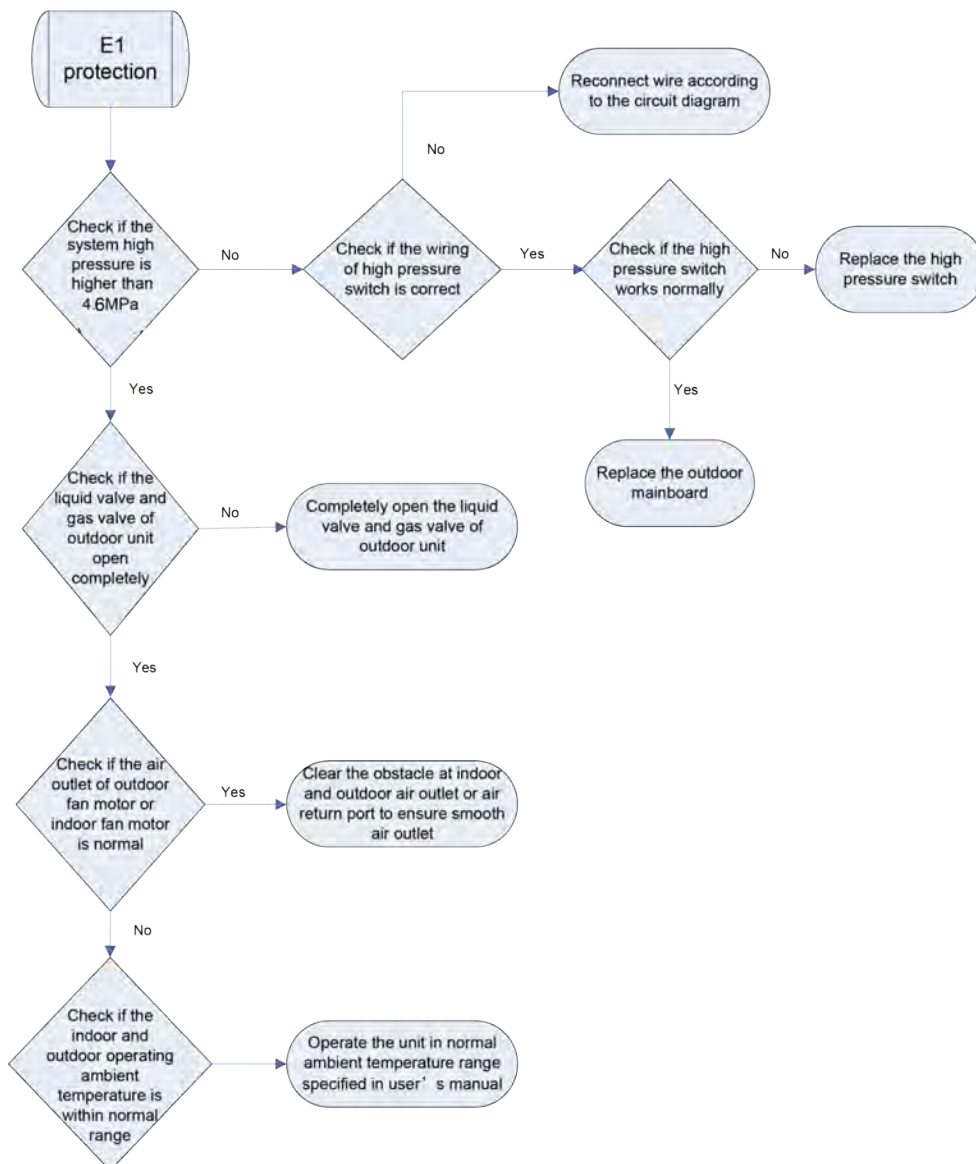 E1
protection
Reconnect wire according
to the circuit diagram
No
Check if the
system high
pressure is
higher than
4.6MPa
No
Check if the wiring
of high pressure
switch is correct
Yes
Check if the high
pressure switch
works normally
No
Replace the high
pressure switch
Yes
Yes
Replace the outdoor
mainboard
Check if the
liquid valve and
gas valve of
outdoor unit
open
completely
No
Completely open the liquid
valve and gas valve of
outdoor unit
Yes
Check if the air
outlet of outdoor
fan motor or
indoor fan motor
is normal
Yes
Clear the obstacle at indoor
and outdoor air outlet or air
return port to ensure smooth
air outlet
No
Check if the
indoor and
outdoor operating
ambient
temperature is
within normal
range
Operate the unit in normal
ambient temperature range
specified in user’s manual